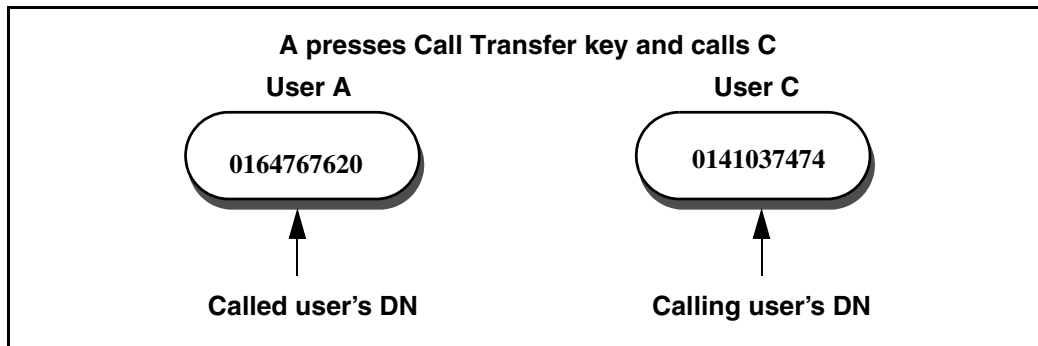 A presses Call Transfer key and calls C
User A User C
0164767620 0141037474
Called user’s DN Calling user’s DN